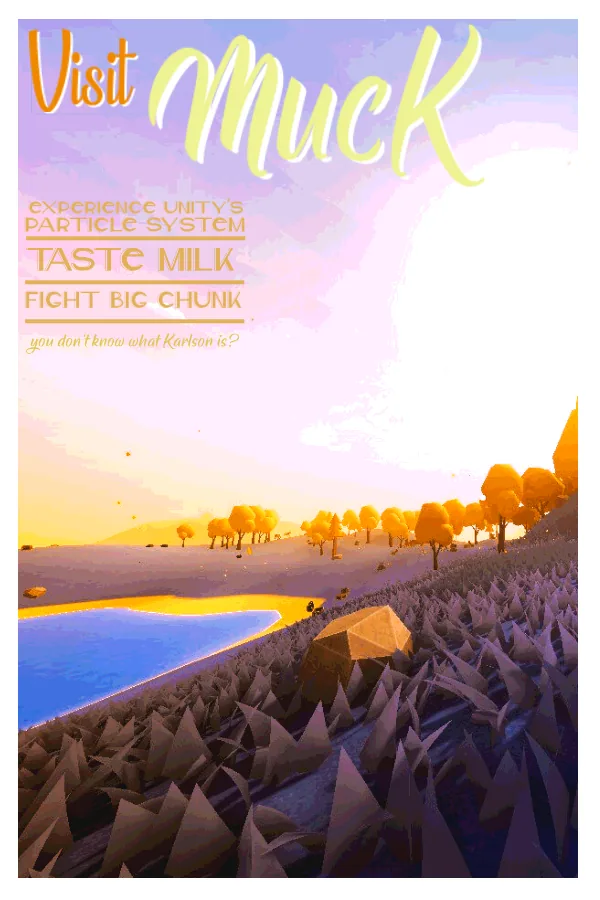 Visit Muck
EXPERIENCE UNITY'S
PARTICLE SYSTEM
TASTE MILK
FIGHT BIG CHUNK
you don't know what Karlson is?